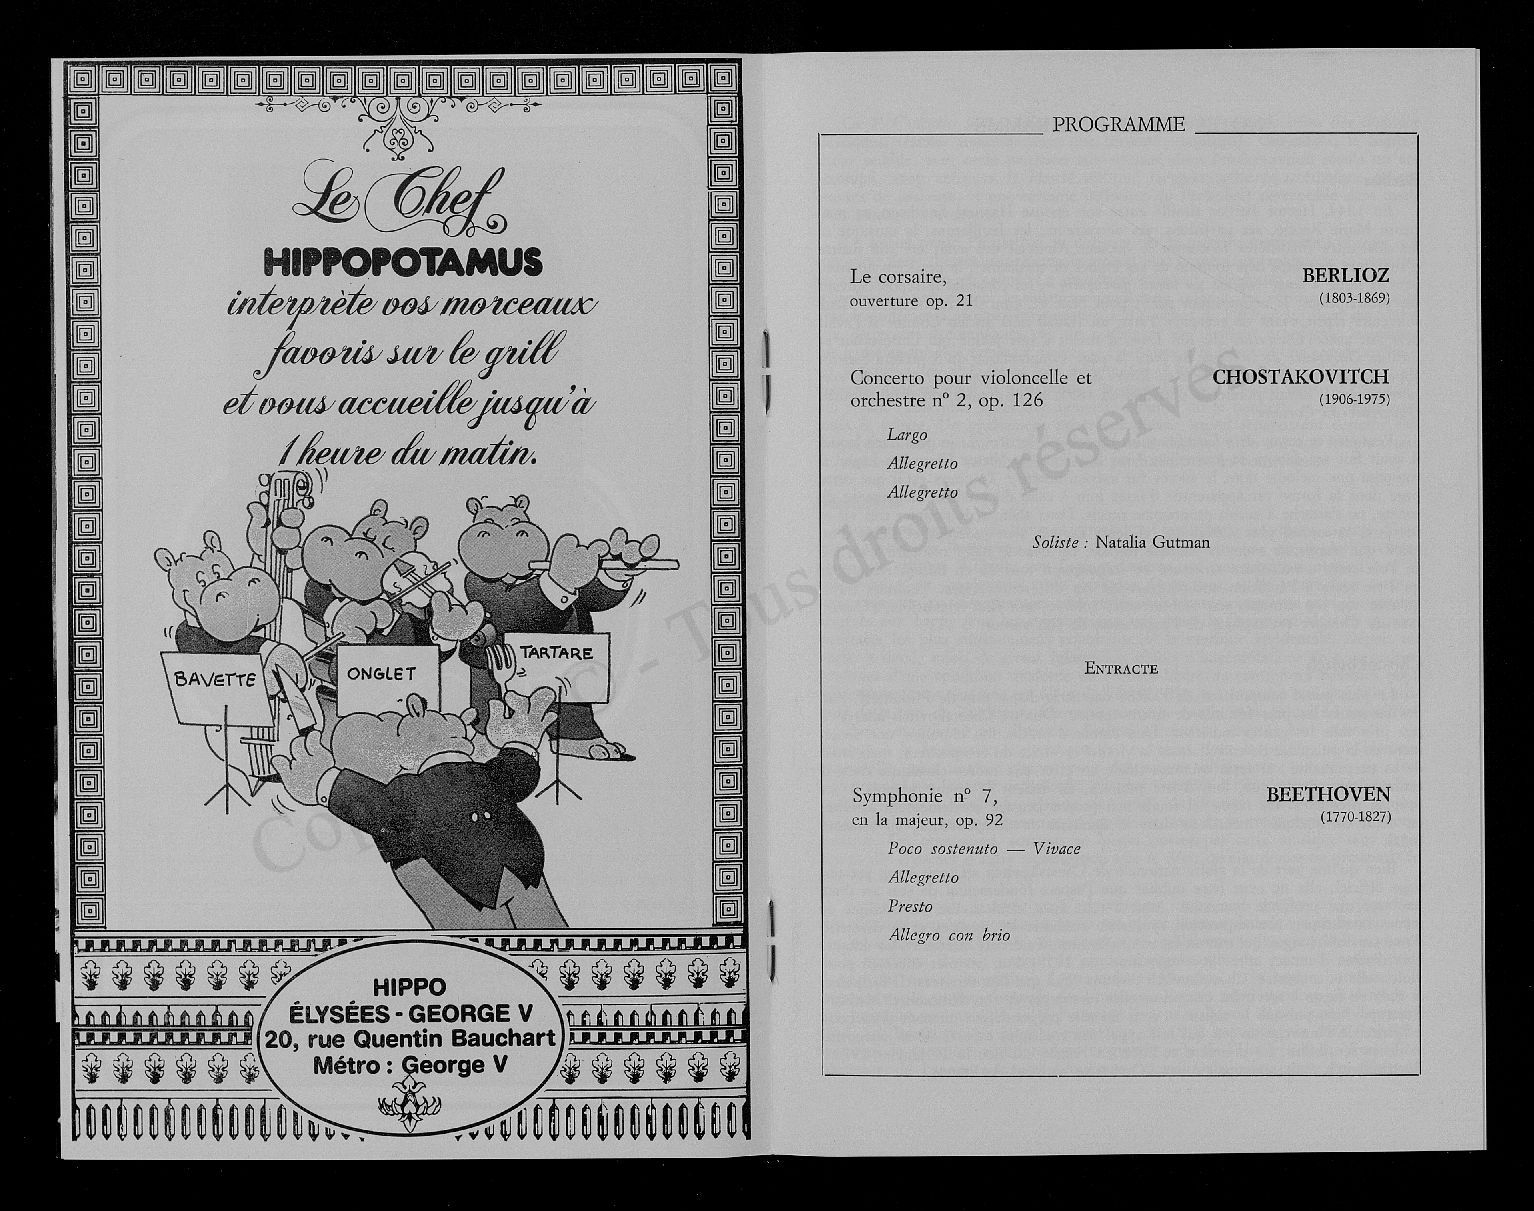 Le Chef
HIPPOPOTAMUS
interprète vos morceaux
favoris sur le grill
et vous accueille jusqu'à
1 heure du matin.
BAVETTE
ONGLET
TARTARE
HIPPO
ÉLYSÉES - GEORGE V
20, rue Quentin Bauchart
Métro : George V
PROGRAMME
Le corsaire, BERLIOZ
ouverture op. 21 (1803-1869)
Concerto pour violoncelle et CHOSTAKOVITCH
orchestre nº 2, op. 126 (1906-1975)
Largo
Allegretto
Allegretto
Soliste : Natalia Gutman
ENTRACTE
Symphonie nº 7, BEETHOVEN
en la majeur, op. 92 (1770-1827)
Poco sostenuto — Vivace
Allegretto
Presto
Allegro con brio
- Tous droits réservés